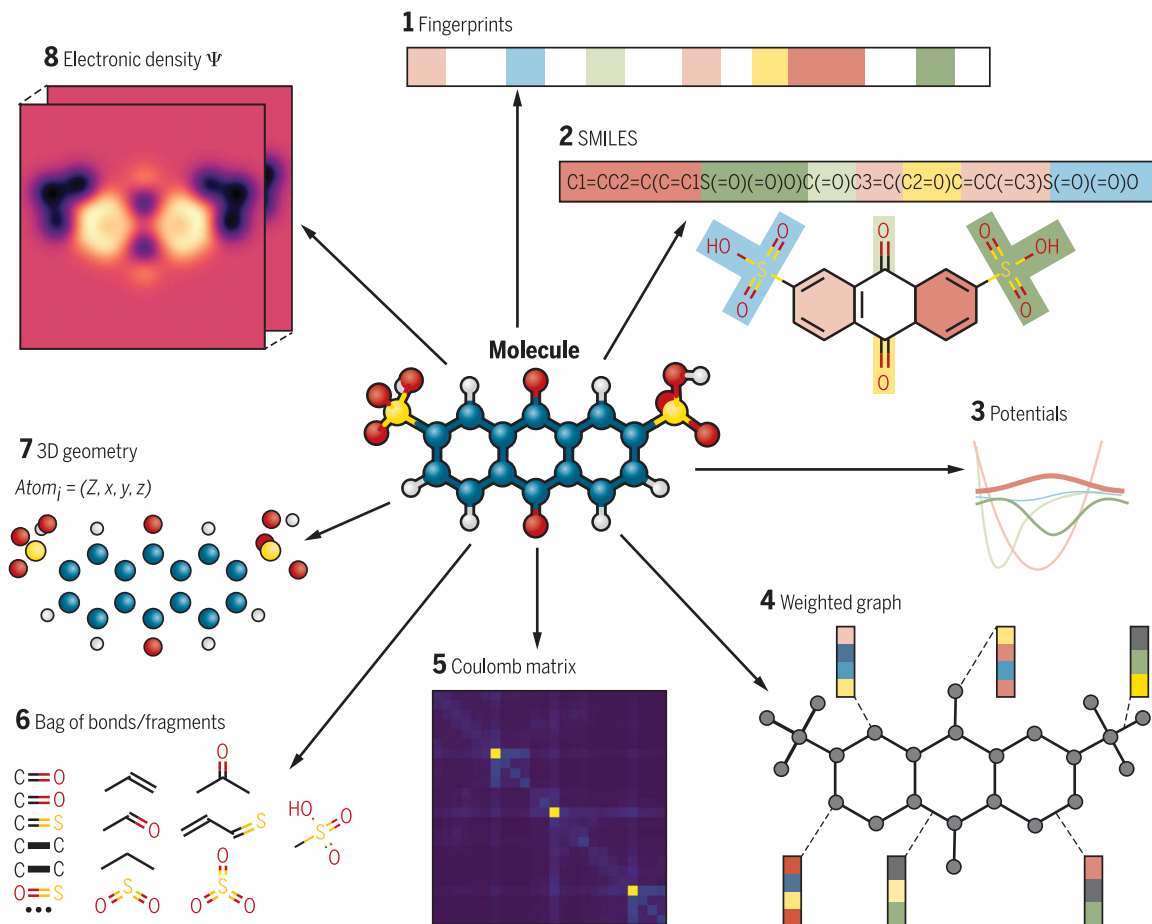 1 Fingerprints
8 Electronic density Ψ
2 SMILES
C1=CC2=C(C=C1S(=O)(=O)O)C(=O)C3=C(C2=O)C=CC(=C3)S(=O)(=O)O
O
O
O
HO
S
OH
S
O
O
O
Molecule
3 Potentials
7 3D geometry
Atomi = (Z, x, y, z)
4 Weighted graph
5 Coulomb matrix
6 Bag of bonds/fragments
C=O
O
C=O
HO
O
C=S
O
S
S
C C
O
O
C C
O=S
S
S
O
O
O
O
•••